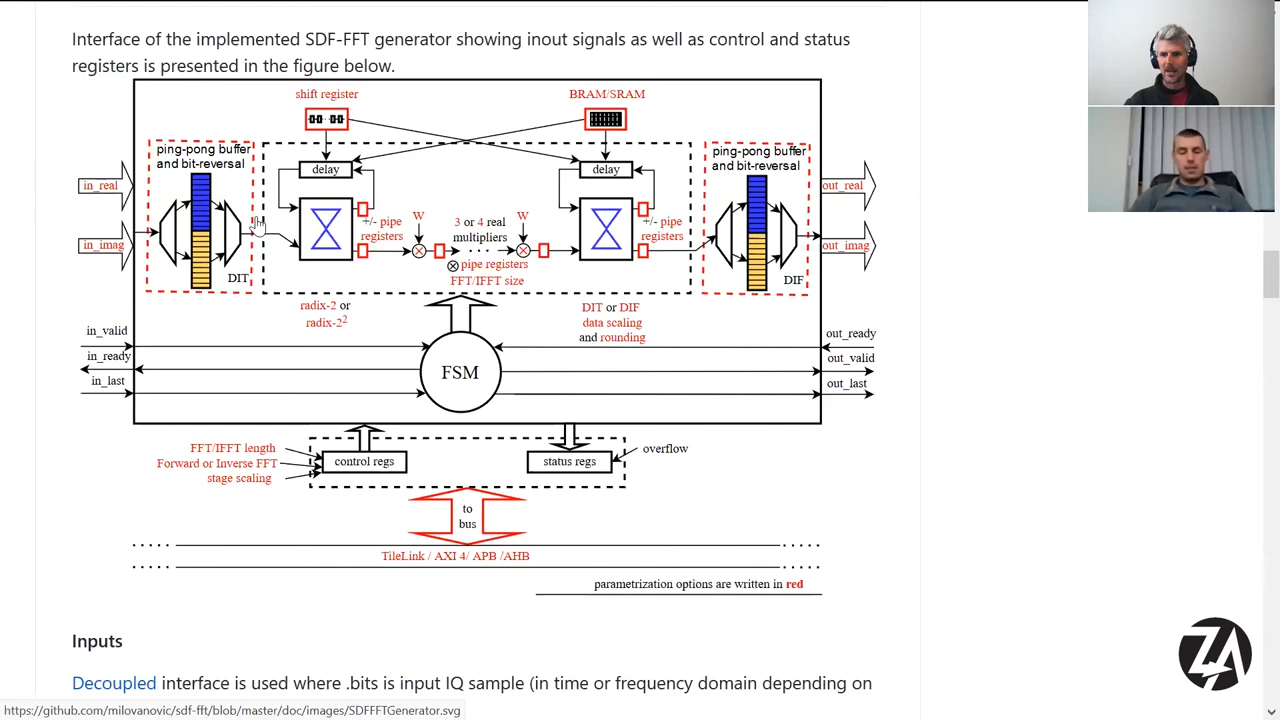 Interface of the implemented SDF-FFT generator showing inout signals as well as control and status
registers is presented in the figure below.
shift register
BRAM/SRAM
ping-pong buffer
and bit-reversal
ping-pong buffer
and bit-reversal
delay
delay
in_real
out_real
+/- pipe
registers
W
3 or 4 real
multipliers
W
+/- pipe
registers
in_imag
out_imag
...
pipe registers
FFT/IFFT size
DIT
DIF
radix-2 or
radix-2²
DIT or DIF
data scaling
and rounding
in_valid
out_ready
in_ready
out_valid
in_last
out_last
FSM
FFT/IFFT length
Forward or Inverse FFT
stage scaling
control regs
status regs
overflow
to
bus
TileLink / AXI 4/ APB /AHB
parametrization options are written in red
Inputs
Decoupled interface is used where .bits is input IQ sample (in time or frequency domain depending on
https://github.com/milovanovic/sdf-fft/blob/master/doc/images/SDFFFTGenerator.svg
ZA